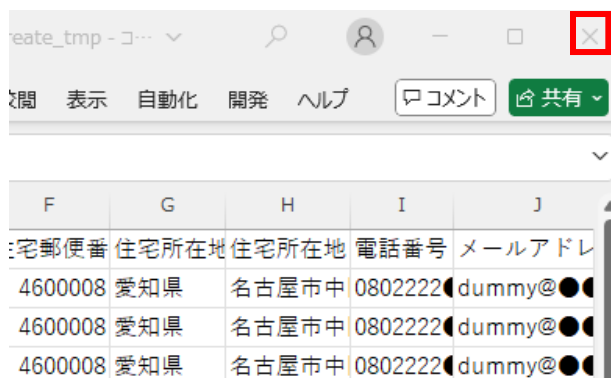 create_tmp - コ…
校閲 表示 自動化 開発 ヘルプ コメント 共有
F G H I J
住宅郵便番 住宅所在地 住宅所在地 電話番号 メールアドレ
4600008 愛知県 名古屋市中 0802222● dummy@●●
4600008 愛知県 名古屋市中 0802222● dummy@●●
4600008 愛知県 名古屋市中 0802222● dummy@●●